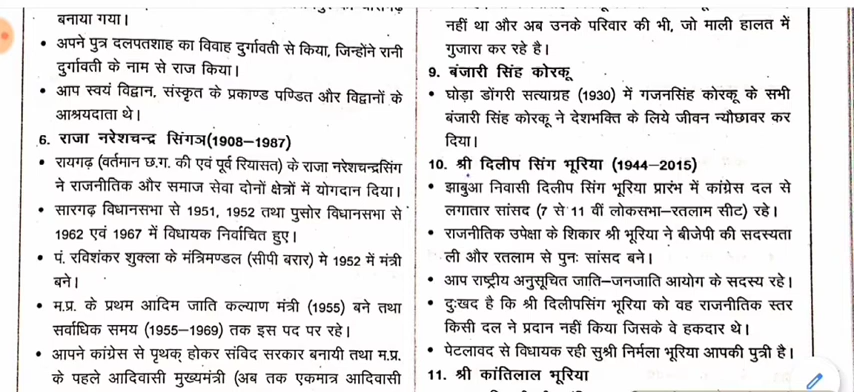 बनाया गया।
• अपने पुत्र दलपतशाह का विवाह दुर्गावती से किया, जिन्होंने रानी
दुर्गावती के नाम से राज किया।
• आप स्वयं विद्वान, संस्कृत के प्रकाण्ड पण्डित और विद्वानों के
आश्रयदाता थे।
6. राजा नरेशचन्द्र सिंगञ(1908–1987)
• रायगढ़ (वर्तमान छ.ग. की एवं पूर्व रियासत) के राजा नरेशचन्द्रसिंग
ने राजनीतिक और समाज सेवा दोनों क्षेत्रों में योगदान दिया।
• सारगढ़ विधानसभा से 1951, 1952 तथा पुसोर विधानसभा से
1962 एवं 1967 में विधायक निर्वाचित हुए।
• पं. रविशंकर शुक्ला के मंत्रिमण्डल (सीपी बरार) मे 1952 में मंत्री
बने।
• म.प्र. के प्रथम आदिम जाति कल्याण मंत्री (1955) बने तथा
सर्वाधिक समय (1955–1969) तक इस पद पर रहे।
• आपने कांग्रेस से पृथक् होकर संविद सरकार बनायी तथा म.प्र.
के पहले आदिवासी मुख्यमंत्री (अब तक एकमात्र आदिवासी
नहीं था और अब उनके परिवार की भी, जो माली हालत में
गुजारा कर रहे है।
9. बंजारी सिंह कोरकू
• घोड़ा डोंगरी सत्याग्रह (1930) में गजनसिंह कोरकू के सभी
बंजारी सिंह कोरकू ने देशभक्ति के लिये जीवन न्यौछावर कर
दिया।
10. श्री दिलीप सिंग भूरिया (1944–2015)
• झाबुआ निवासी दिलीप सिंग भूरिया प्रारंभ में कांग्रेस दल से
लगातार सांसद (7 से 11 वीं लोकसभा–रतलाम सीट) रहे।
• राजनीतिक उपेक्षा के शिकार श्री भूरिया ने बीजेपी की सदस्यता
ली और रतलाम से पुनः सांसद बने।
• आप राष्ट्रीय अनुसूचित जाति–जनजाति आयोग के सदस्य रहे।
• दुःखद है कि श्री दिलीपसिंग भूरिया को वह राजनीतिक स्तर
किसी दल ने प्रदान नहीं किया जिसके वे हकदार थे।
• पेटलावद से विधायक रही सुश्री निर्मला भूरिया आपकी पुत्री है।
11. श्री कांतिलाल भूरिया